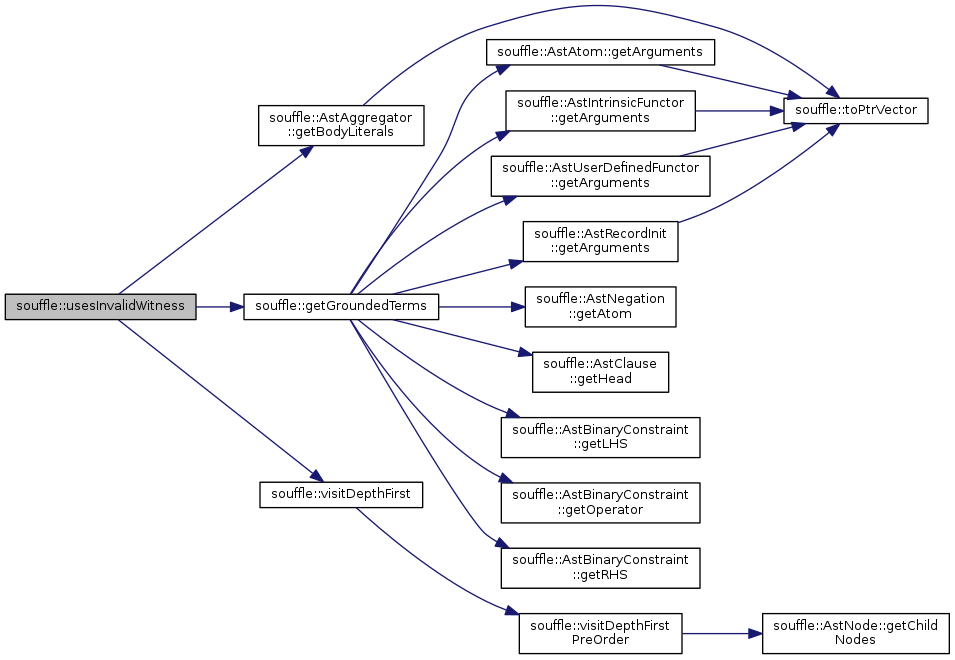 souffle::usesInvalidWitness
souffle::AstAggregator
::getBodyLiterals
souffle::getGroundedTerms
souffle::visitDepthFirst
souffle::AstAtom::getArguments
souffle::AstIntrinsicFunctor
::getArguments
souffle::AstUserDefinedFunctor
::getArguments
souffle::AstRecordInit
::getArguments
souffle::AstNegation
::getAtom
souffle::AstClause
::getHead
souffle::AstBinaryConstraint
::getLHS
souffle::AstBinaryConstraint
::getOperator
souffle::AstBinaryConstraint
::getRHS
souffle::visitDepthFirst
PreOrder
souffle::toPtrVector
souffle::AstNode::getChild
Nodes